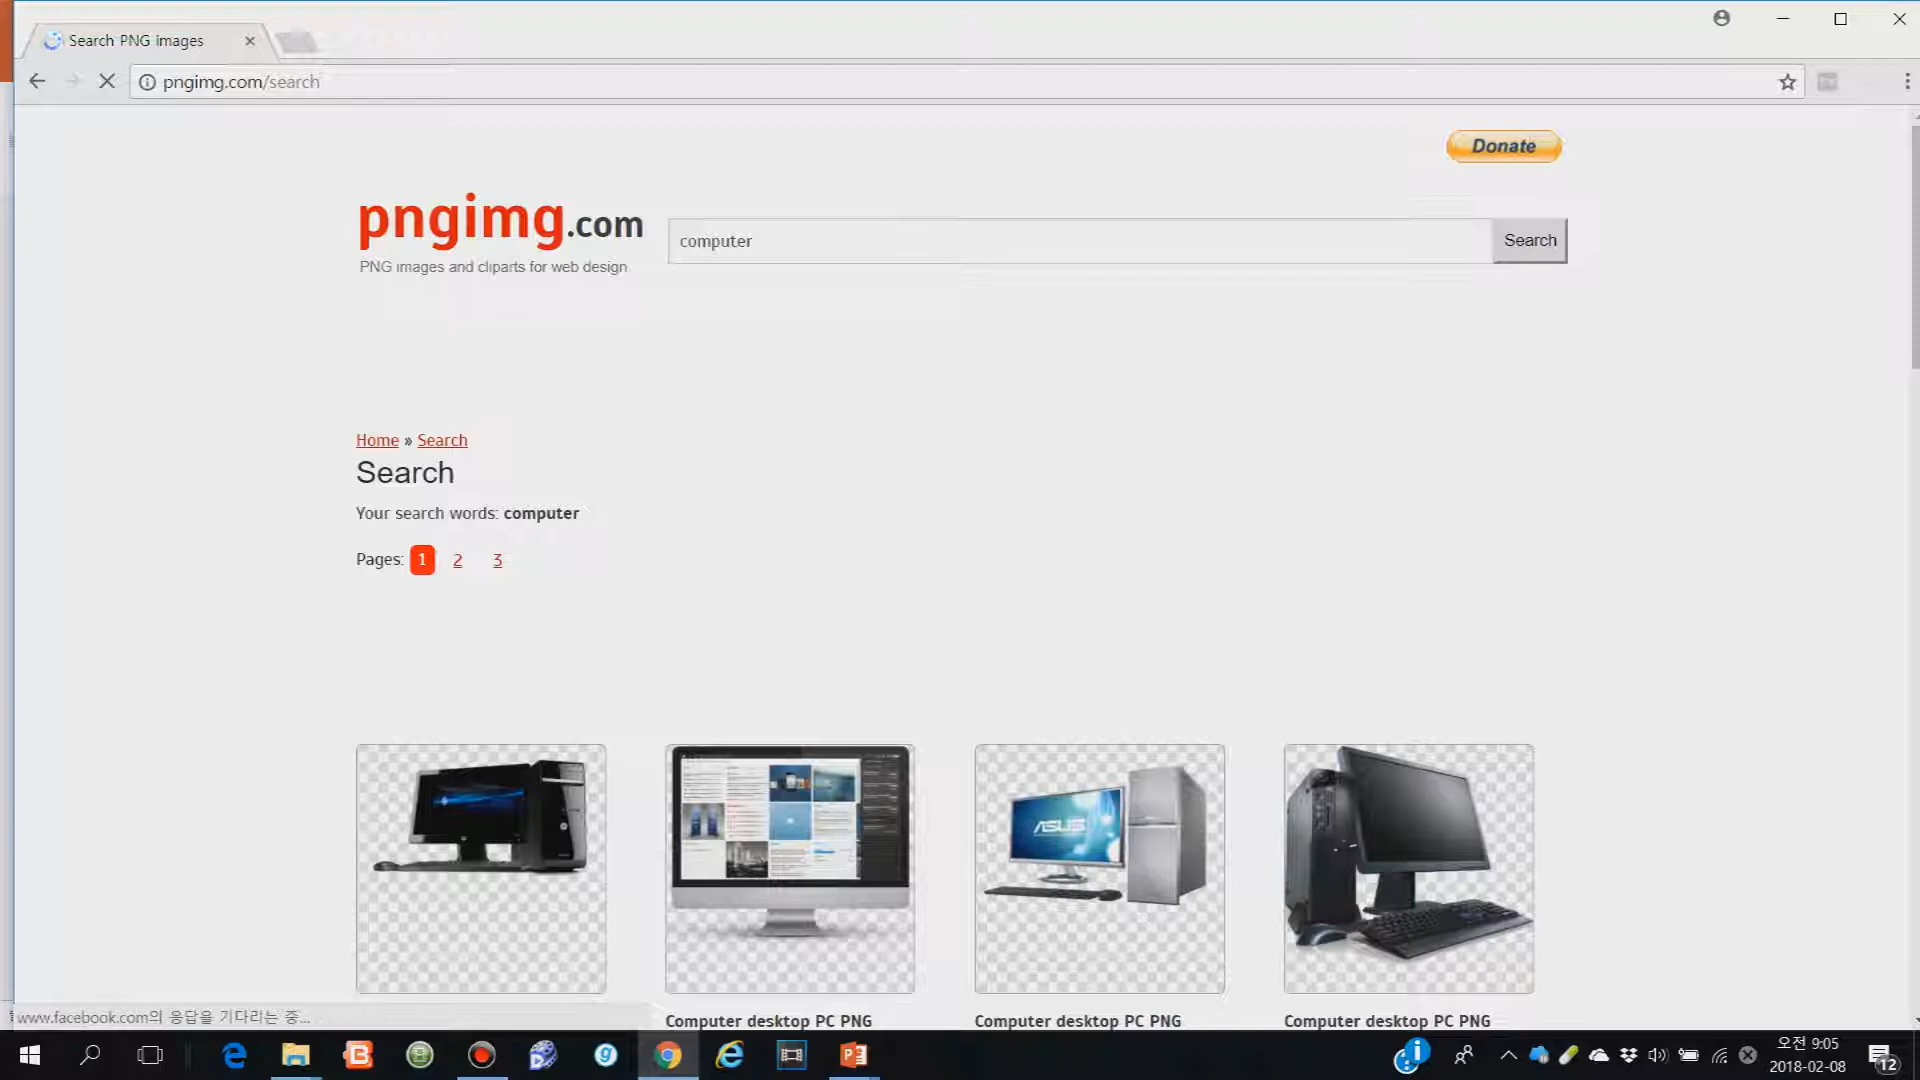 Search PNG images
pngimg.com/search
Donate
pngimg.com
PNG images and cliparts for web design
computer
Search
Home » Search
Search
Your search words: computer
Pages: 1 2 3
ASUS
www.facebook.com의 응답을 기다리는 중...
Computer desktop PC PNG
Computer desktop PC PNG
Computer desktop PC PNG
오전 9:05
2018-02-08
12